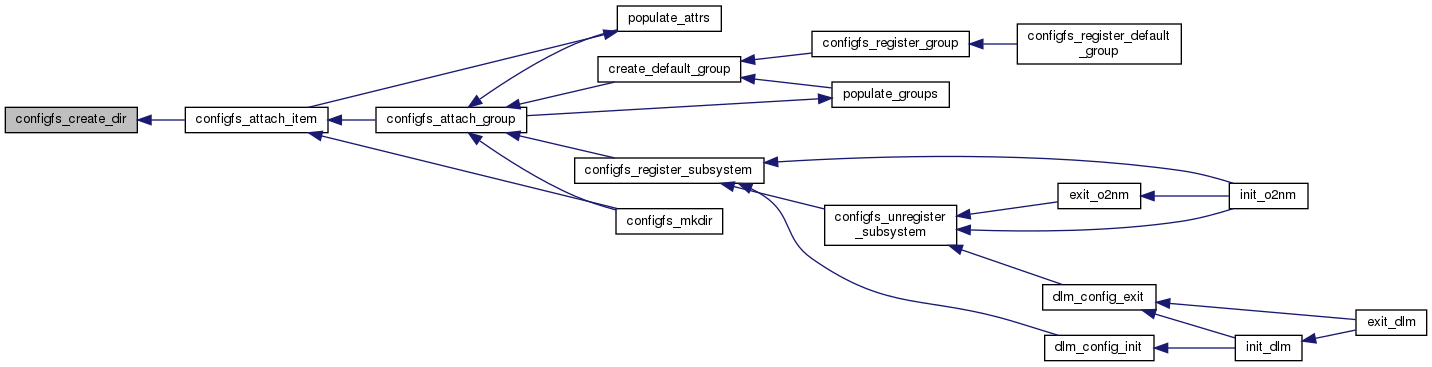 configfs_create_dir
configfs_attach_item
configfs_attach_group
populate_attrs
create_default_group
configfs_register_subsystem
configfs_mkdir
configfs_register_group
populate_groups
configfs_unregister
_subsystem
configfs_register_default
_group
exit_o2nm
init_o2nm
dlm_config_exit
dlm_config_init
init_dlm
exit_dlm